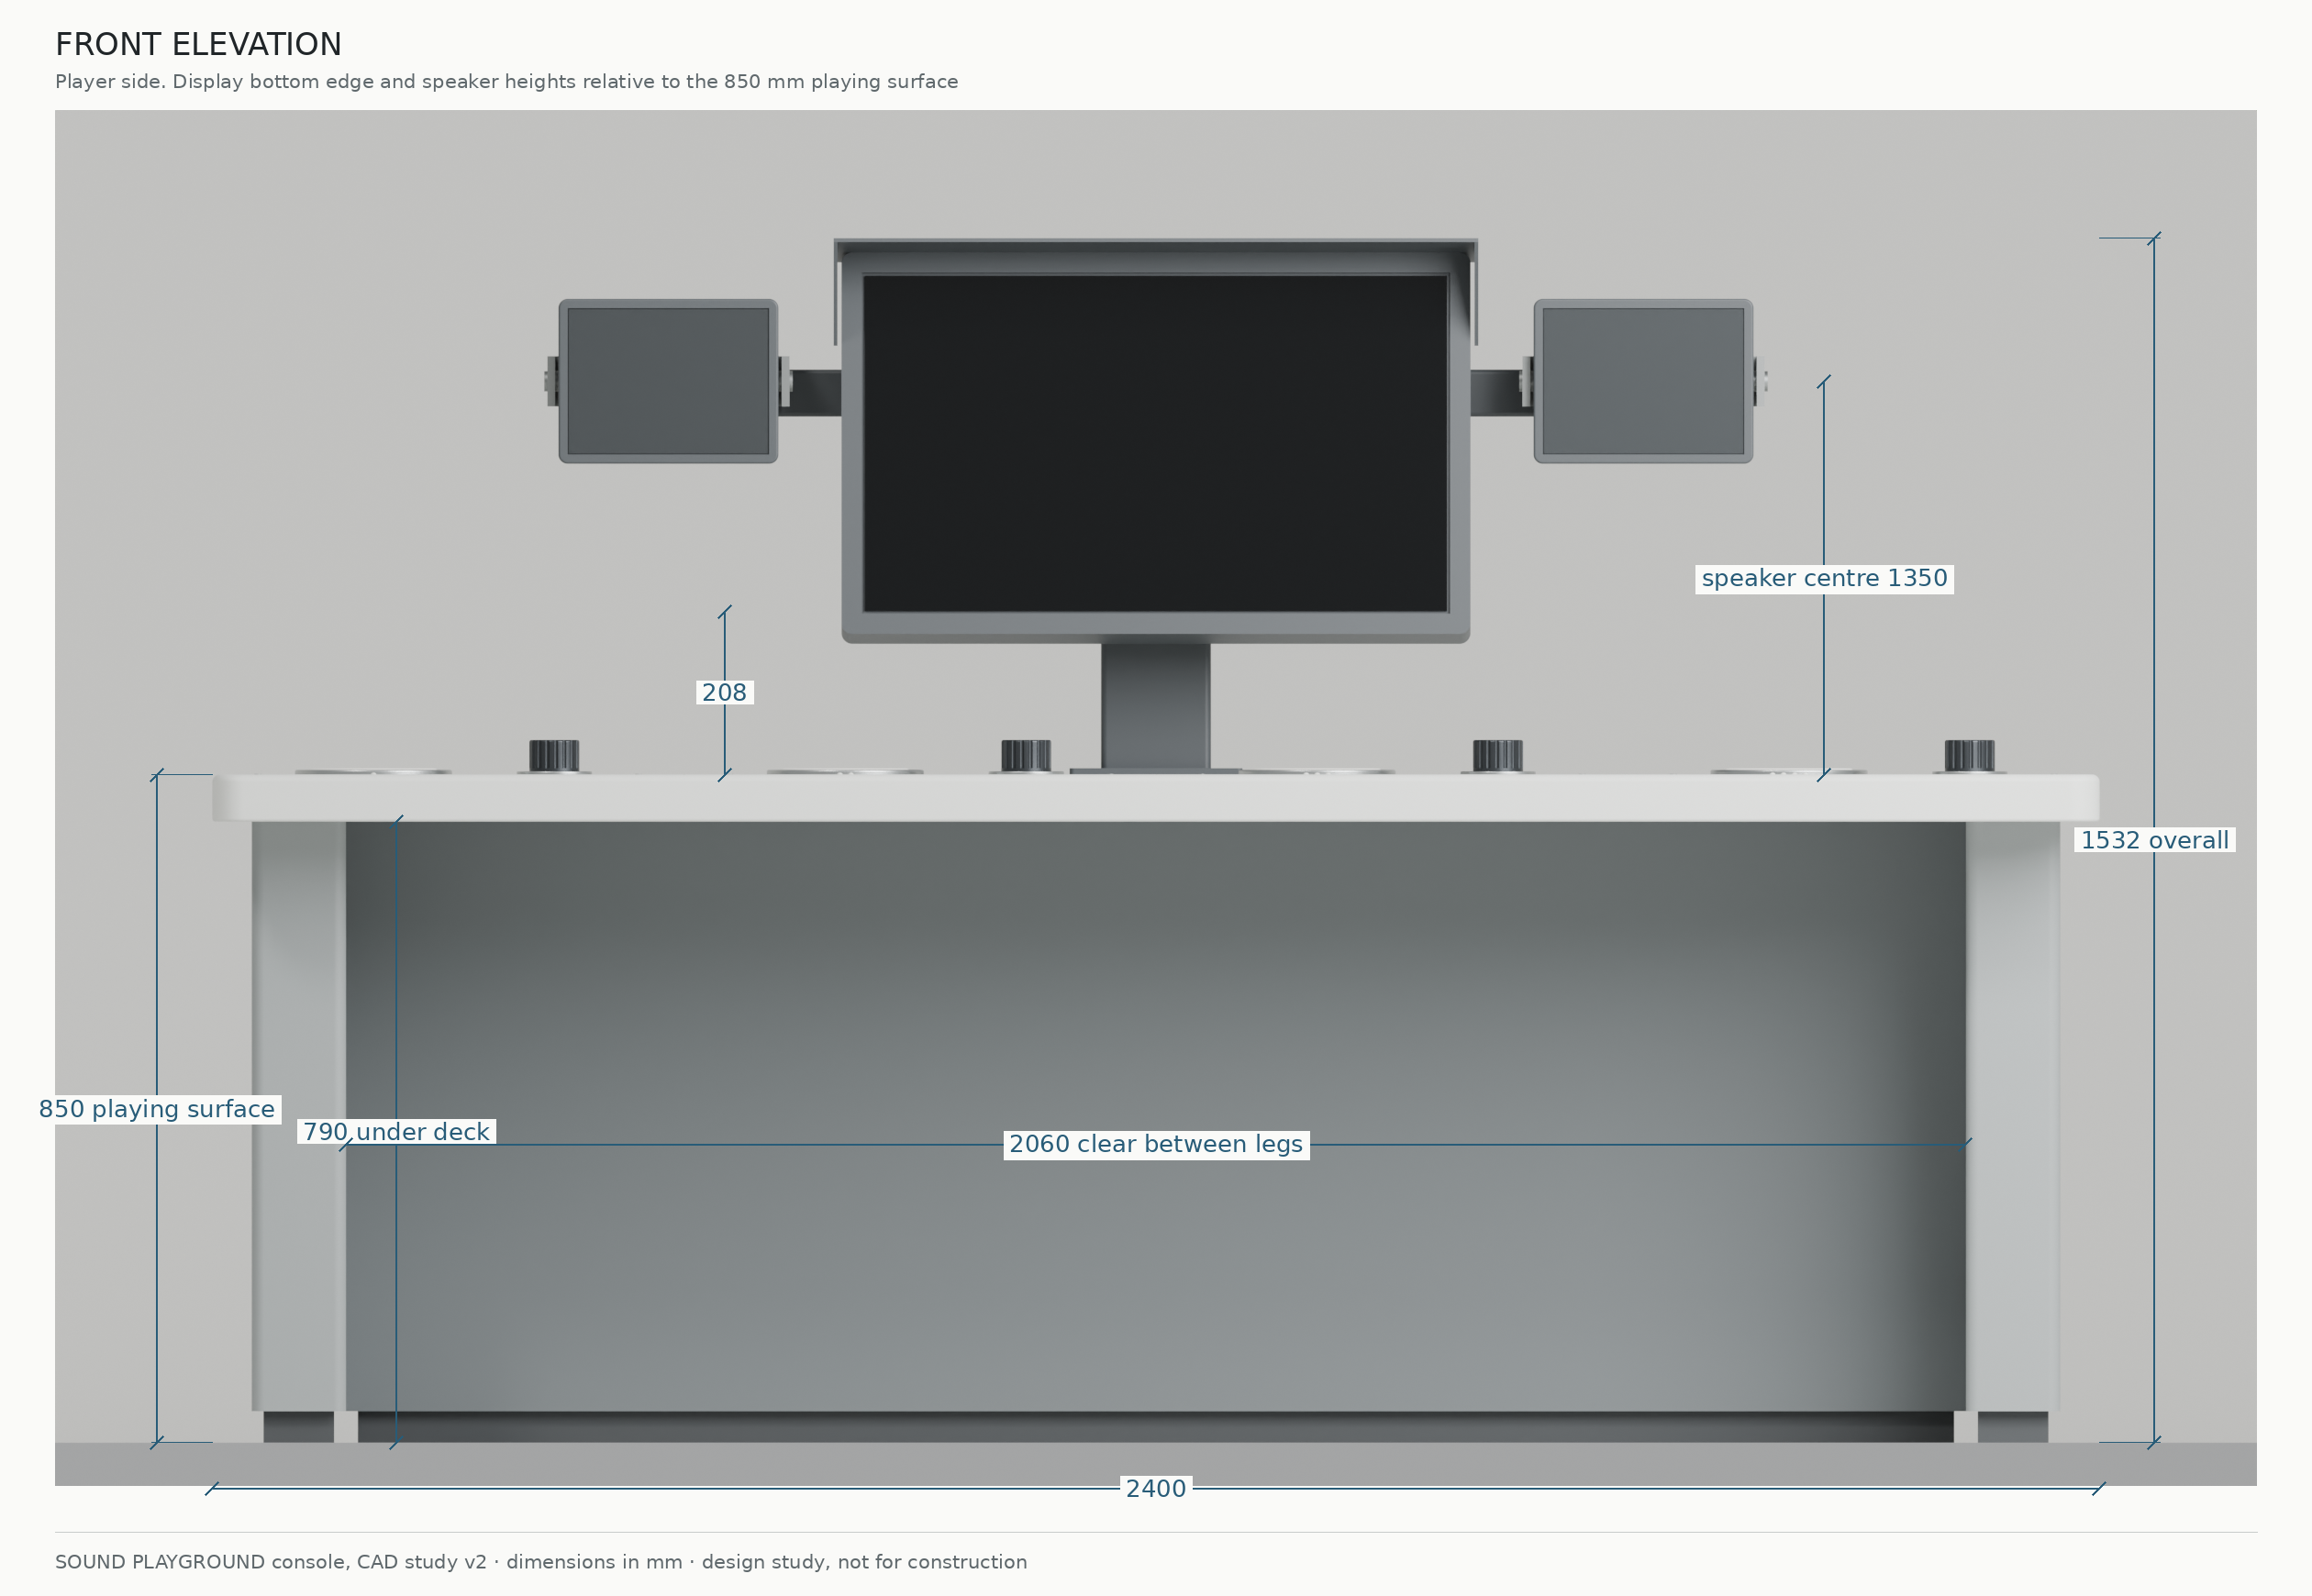 FRONT ELEVATION
Player side. Display bottom edge and speaker heights relative to the 850 mm playing surface
speaker centre 1350
208
1532 overall
850 playing surface
790 under deck
2060 clear between legs
2400
SOUND PLAYGROUND console, CAD study v2 · dimensions in mm · design study, not for construction